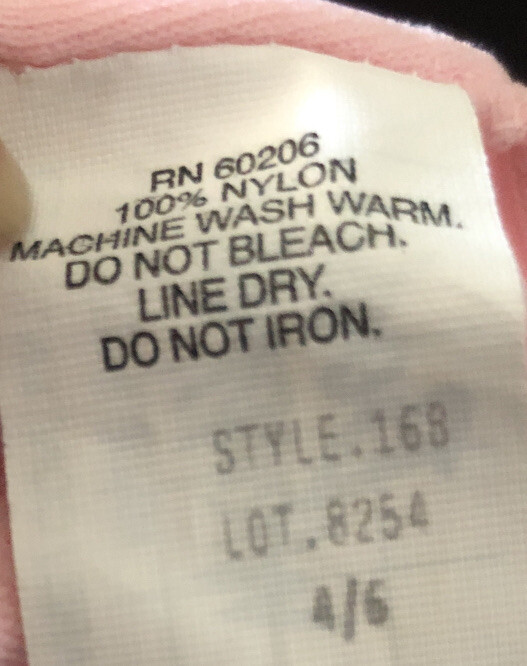 RN 60206
100% NYLON
MACHINE WASH WARM.
DO NOT BLEACH.
LINE DRY.
DO NOT IRON.
STYLE.168
LOT.8254
4/6